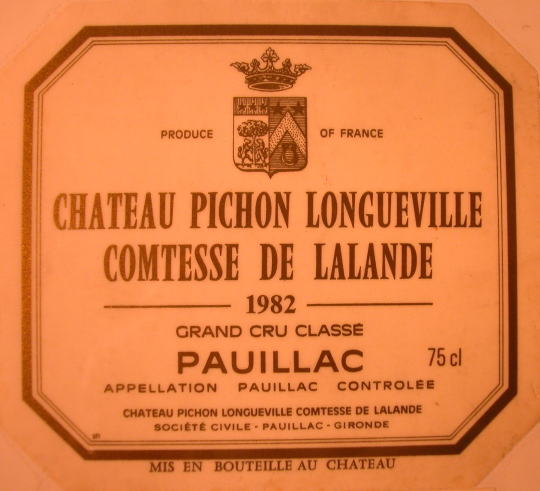 PRODUCE OF FRANCE
CHATEAU PICHON LONGUEVILLE
COMTESSE DE LALANDE
1982
GRAND CRU CLASSÉ
PAUILLAC 75 cl
APPELLATION PAUILLAC CONTROLÉE
CHATEAU PICHON LONGUEVILLE COMTESSE DE LALANDE
SOCIÉTÉ CIVILE - PAUILLAC - GIRONDE
MIS EN BOUTEILLE AU CHATEAU